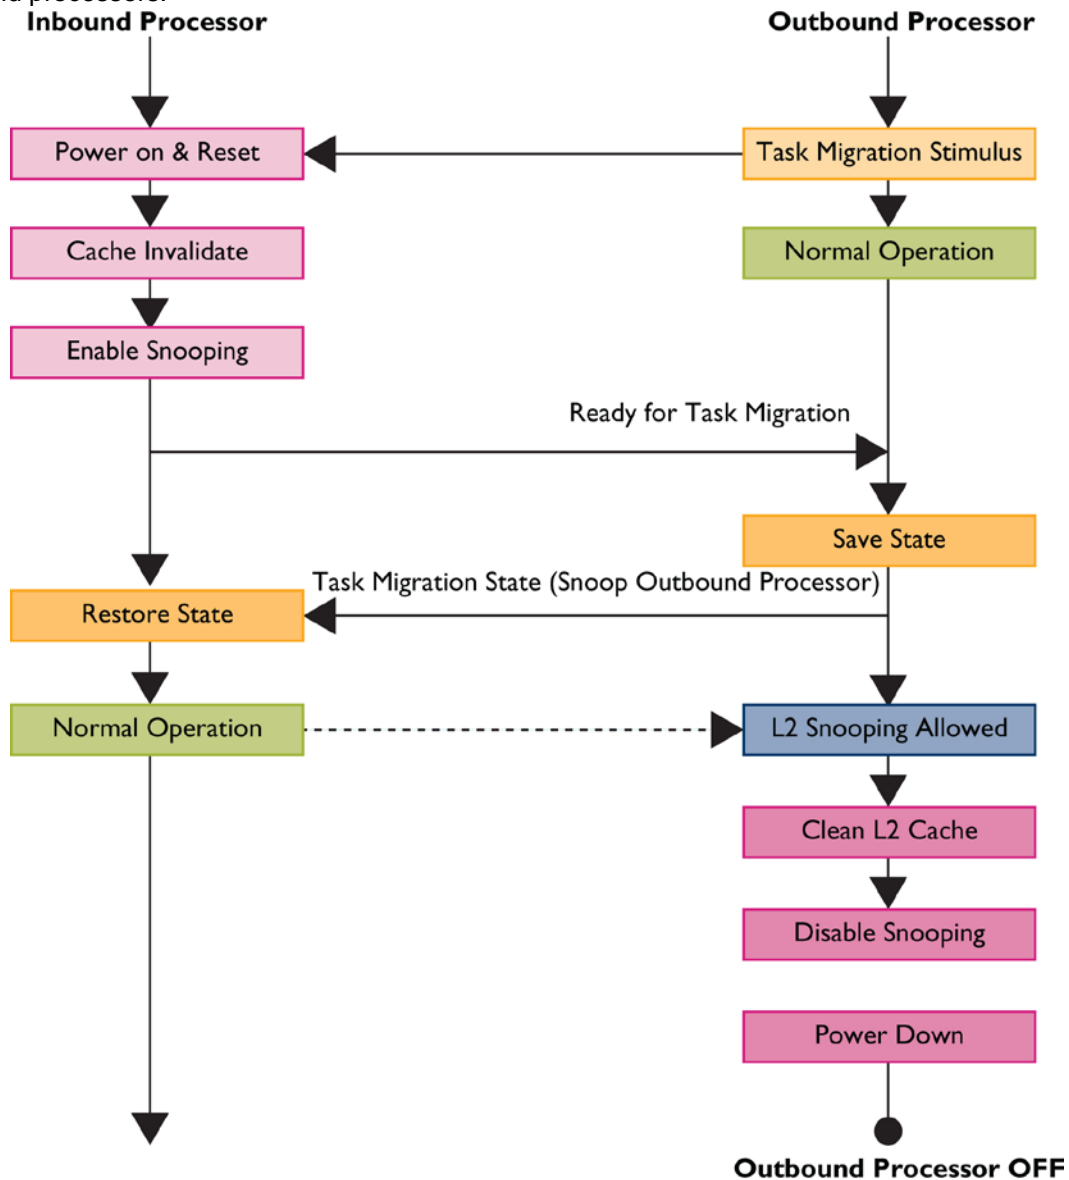 processors.
Inbound Processor
Outbound Processor
Power on & Reset
Task Migration Stimulus
Cache Invalidate
Normal Operation
Enable Snooping
Ready for Task Migration
Save State
Task Migration State (Snoop Outbound Processor)
Restore State
Normal Operation
L2 Snooping Allowed
Clean L2 Cache
Disable Snooping
Power Down
Outbound Processor OFF